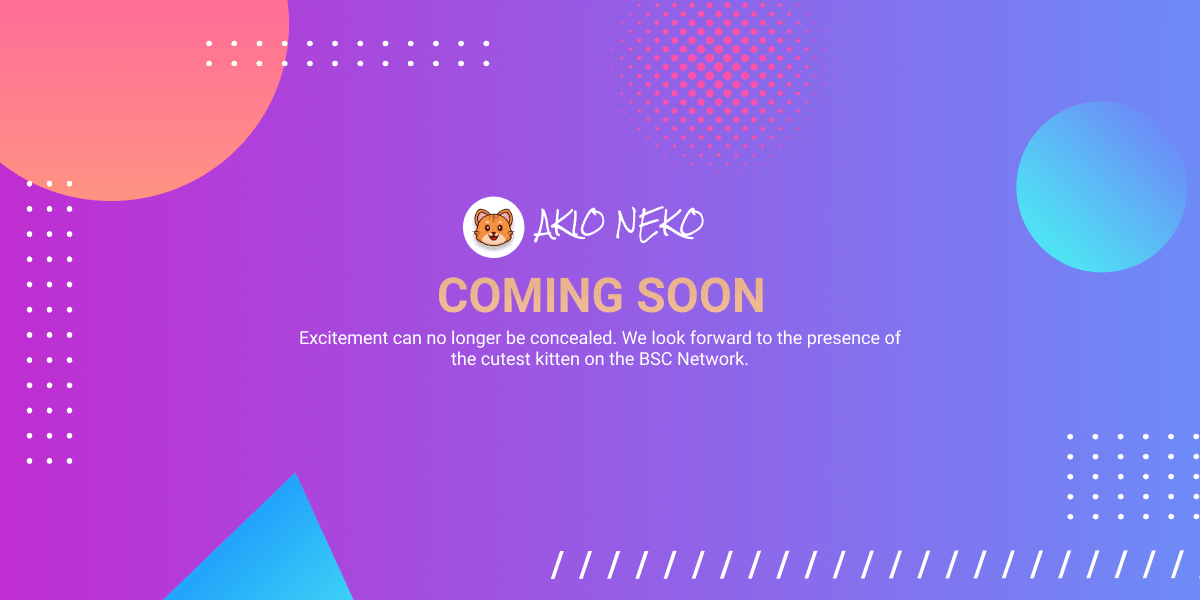 AKIO NEKO
COMING SOON
Excitement can no longer be concealed. We look forward to the presence of
the cutest kitten on the BSC Network.